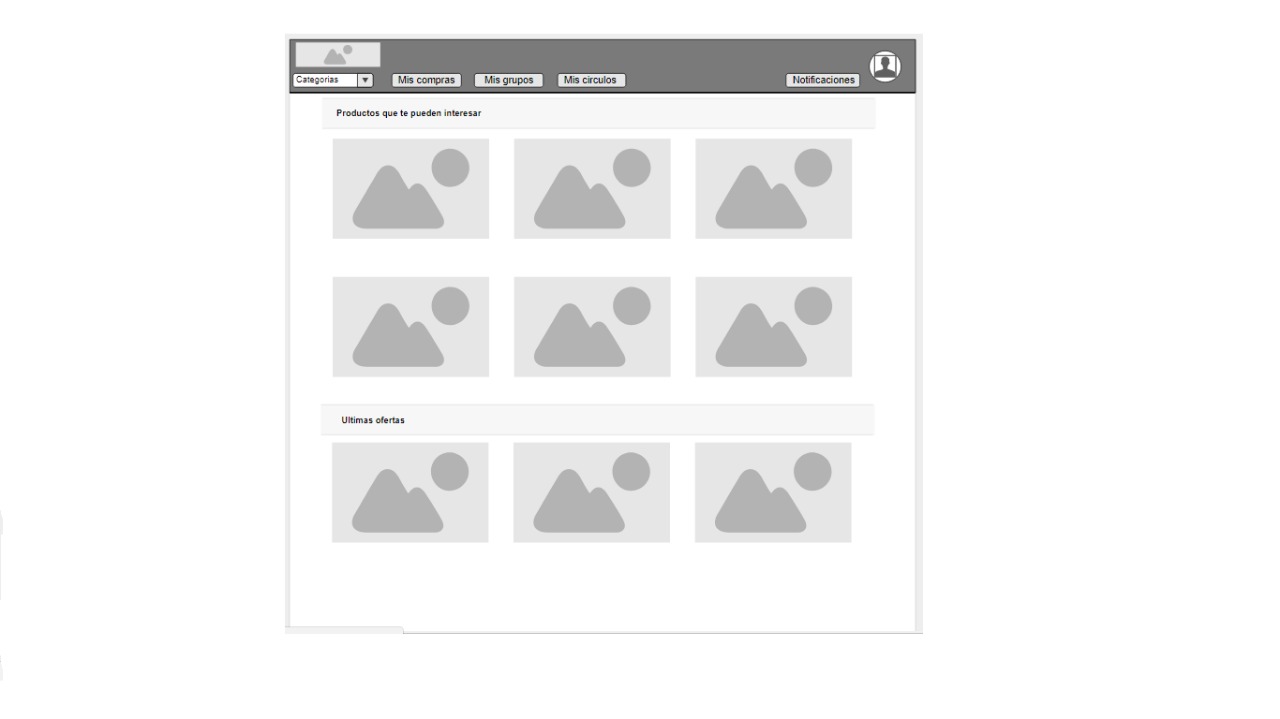 Categorias
Mis compras
Mis grupos
Mis circulos
Notificaciones
Productos que te pueden interesar
Ultimas ofertas